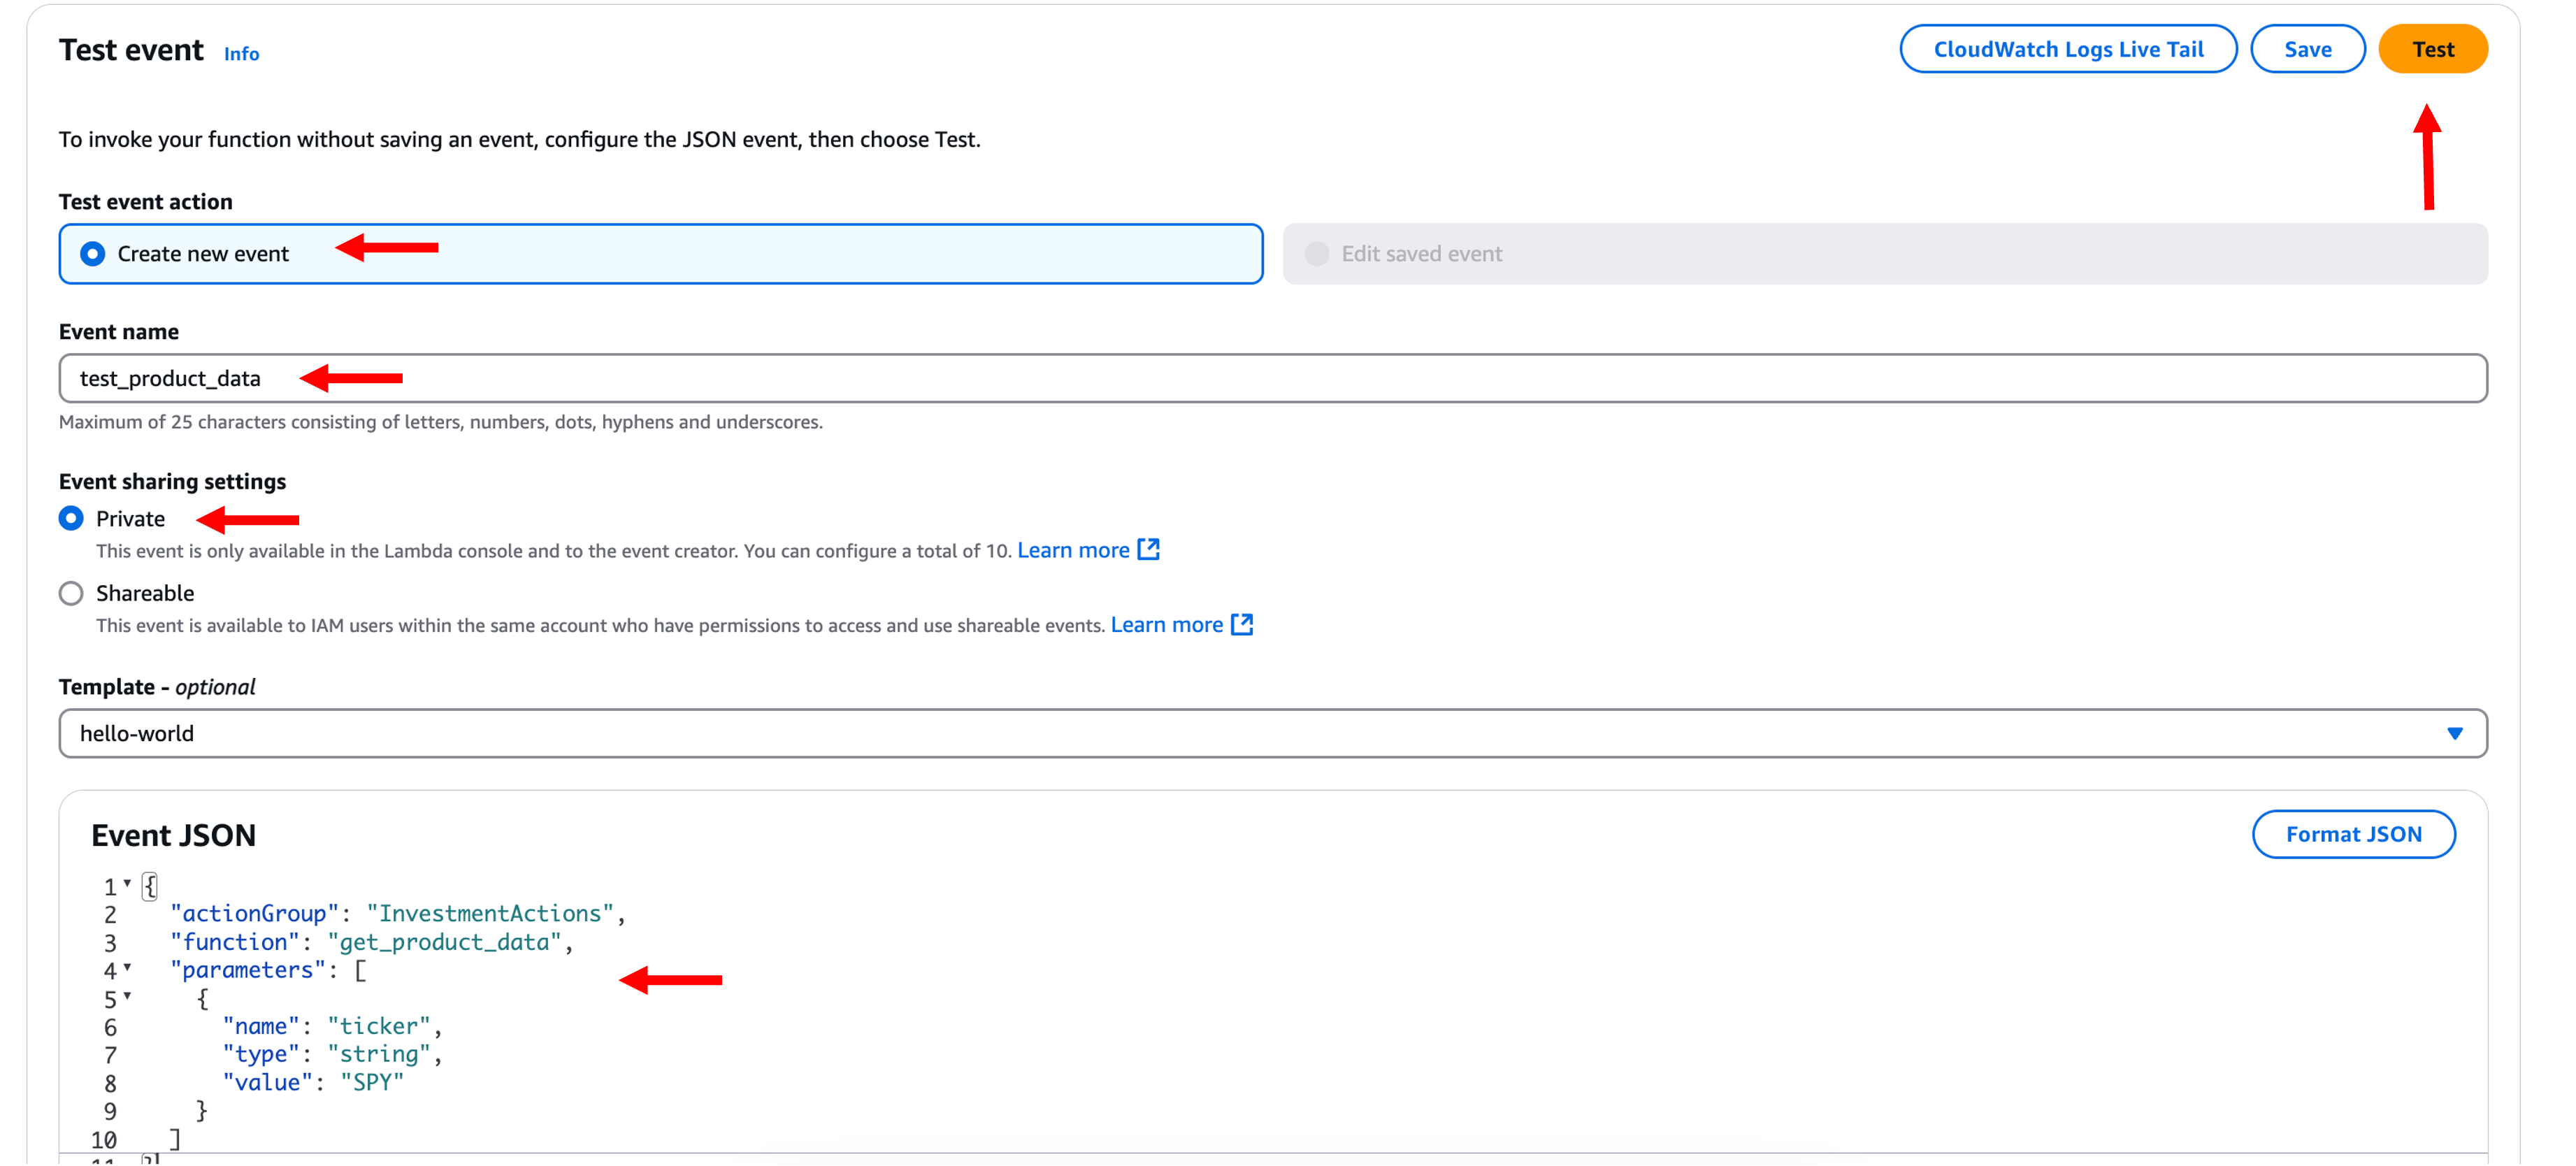 Test event Info CloudWatch Logs Live Tail Save Test
To invoke your function without saving an event, configure the JSON event, then choose Test.
Test event action
Create new event Edit saved event
Event name
test_product_data
Maximum of 25 characters consisting of letters, numbers, dots, hyphens and underscores.
Event sharing settings
Private
This event is only available in the Lambda console and to the event creator. You can configure a total of 10. Learn more
Shareable
This event is available to IAM users within the same account who have permissions to access and use shareable events. Learn more
Template - optional
hello-world
Event JSON Format JSON
1 {
2 "actionGroup": "InvestmentActions",
3 "function": "get_product_data",
4 "parameters": [
5 {
6 "name": "ticker",
7 "type": "string",
8 "value": "SPY"
9 }
10 ]
11 }